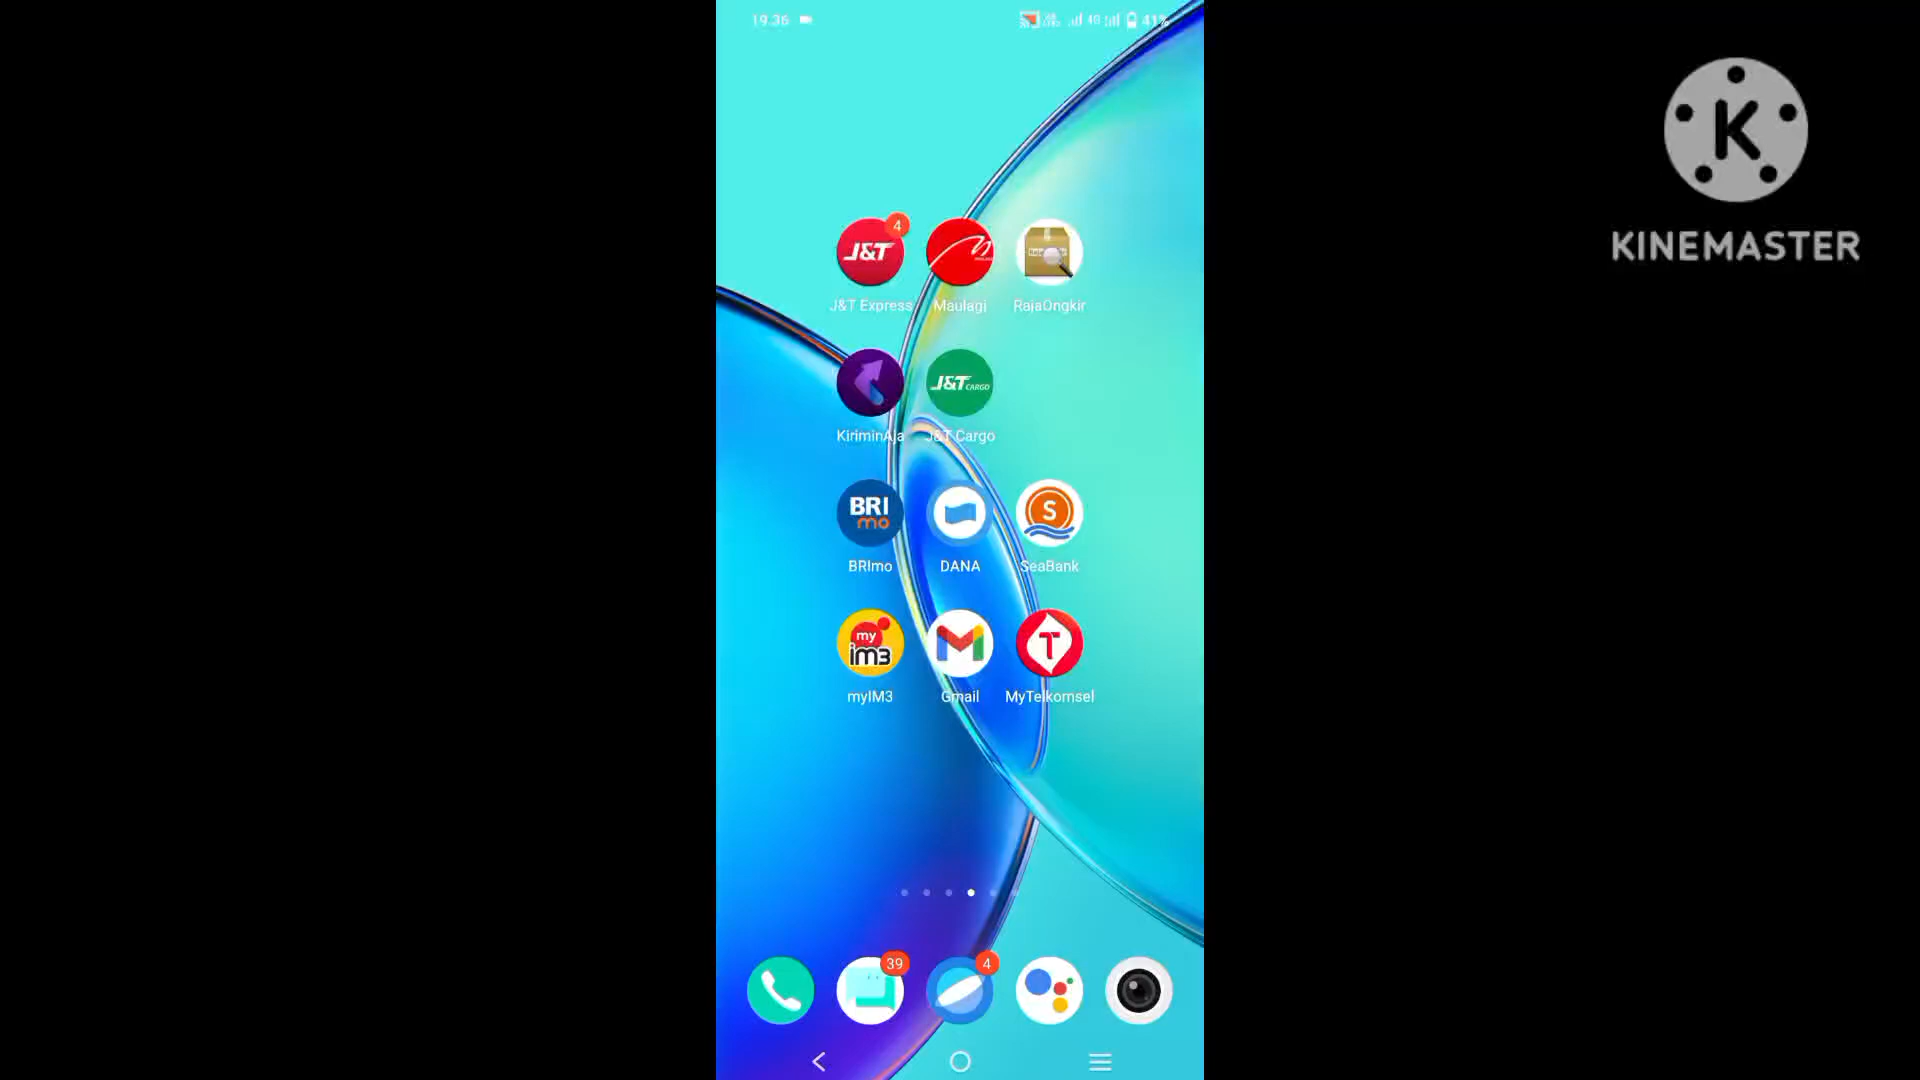 19.36 4G 41%
K
KINEMASTER
4
J&T
J&T Express Maulagi RajaOngkir
J&T CARGO
KiriminAja J&T Cargo
BRI
mo
S
BRImo DANA SeaBank
my
im3
T
myIM3 Gmail MyTelkomsel
39 4